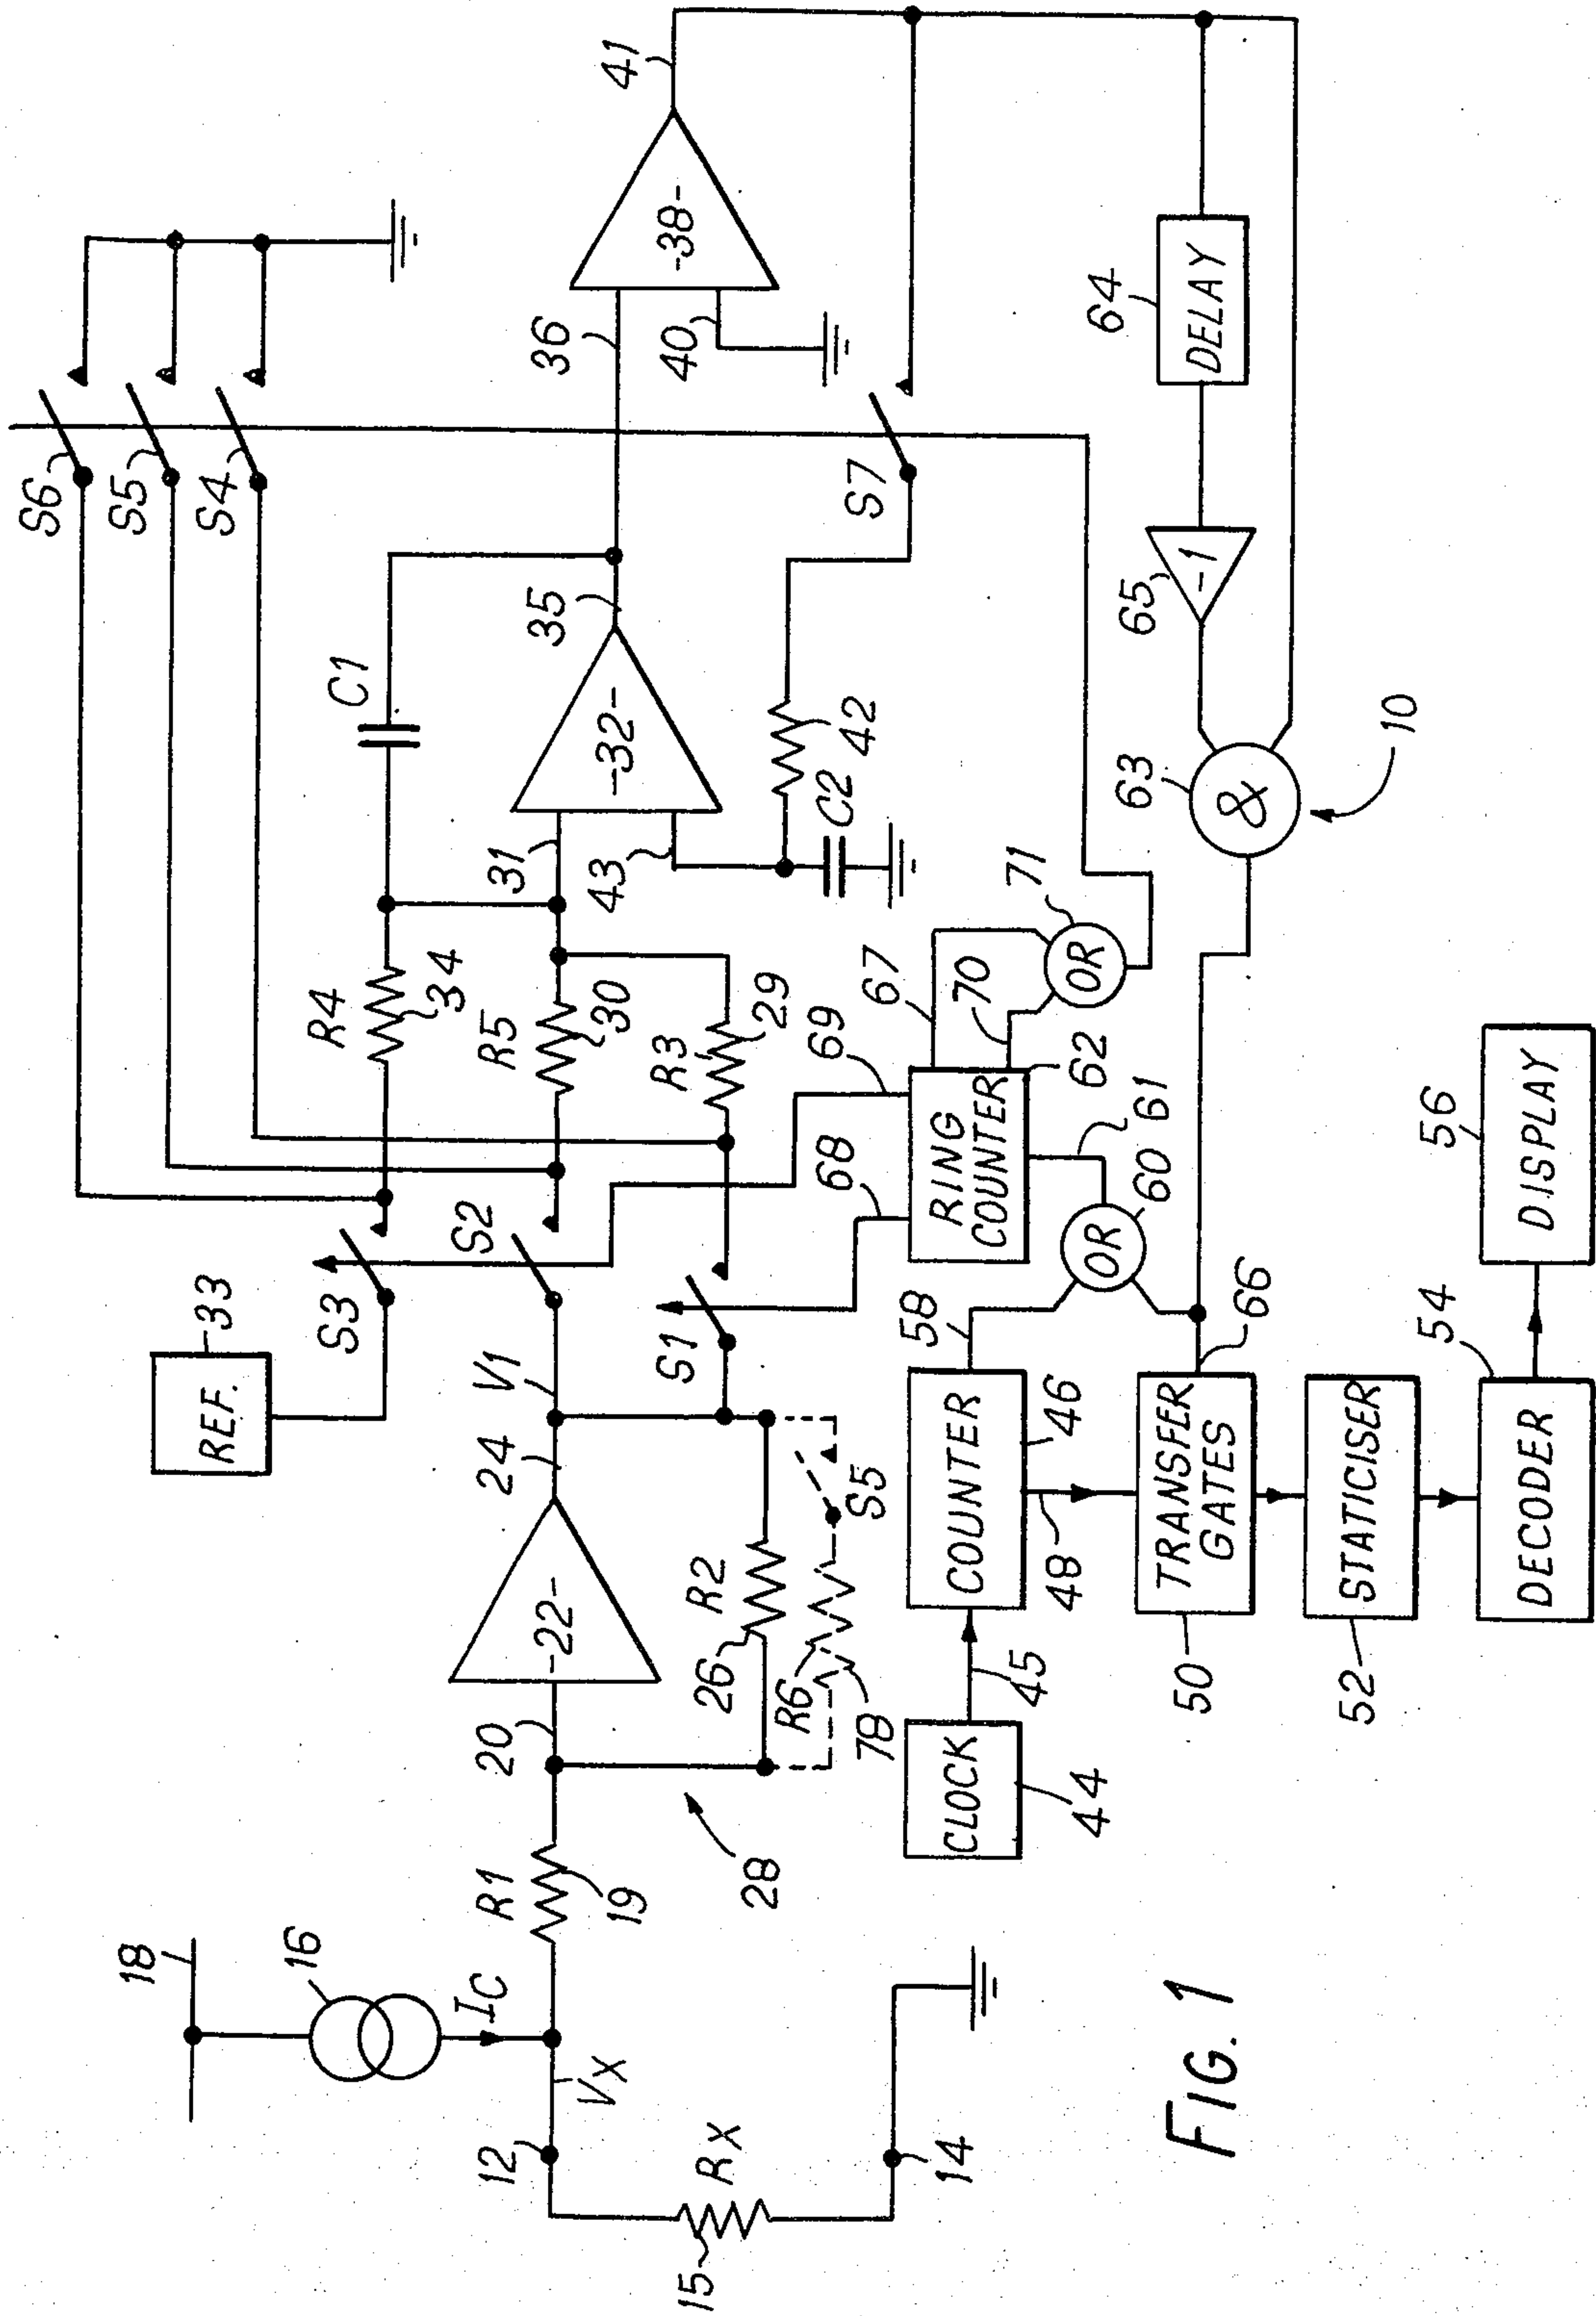 S6
S5
S4
18
REF.
33
16
R4
S3
C1
34
IC
12
R1
20
24
V1
S2
R5
31
35
36
-22-
VX
19
30
43
-32-
41
R3
S1
-38-
40
15
RX
26
R2
28
29
R6
78
S5
C2
42
S7
68
69
67
58
14
CLOCK
COUNTER
RING
COUNTER
70
71
OR
45
46
48
44
62
OR
64
63
65
61
60
TRANSFER
GATES
50
66
-1
DELAY
&
FIG. 1
STATICISER
52
10
54
56
DECODER
DISPLAY